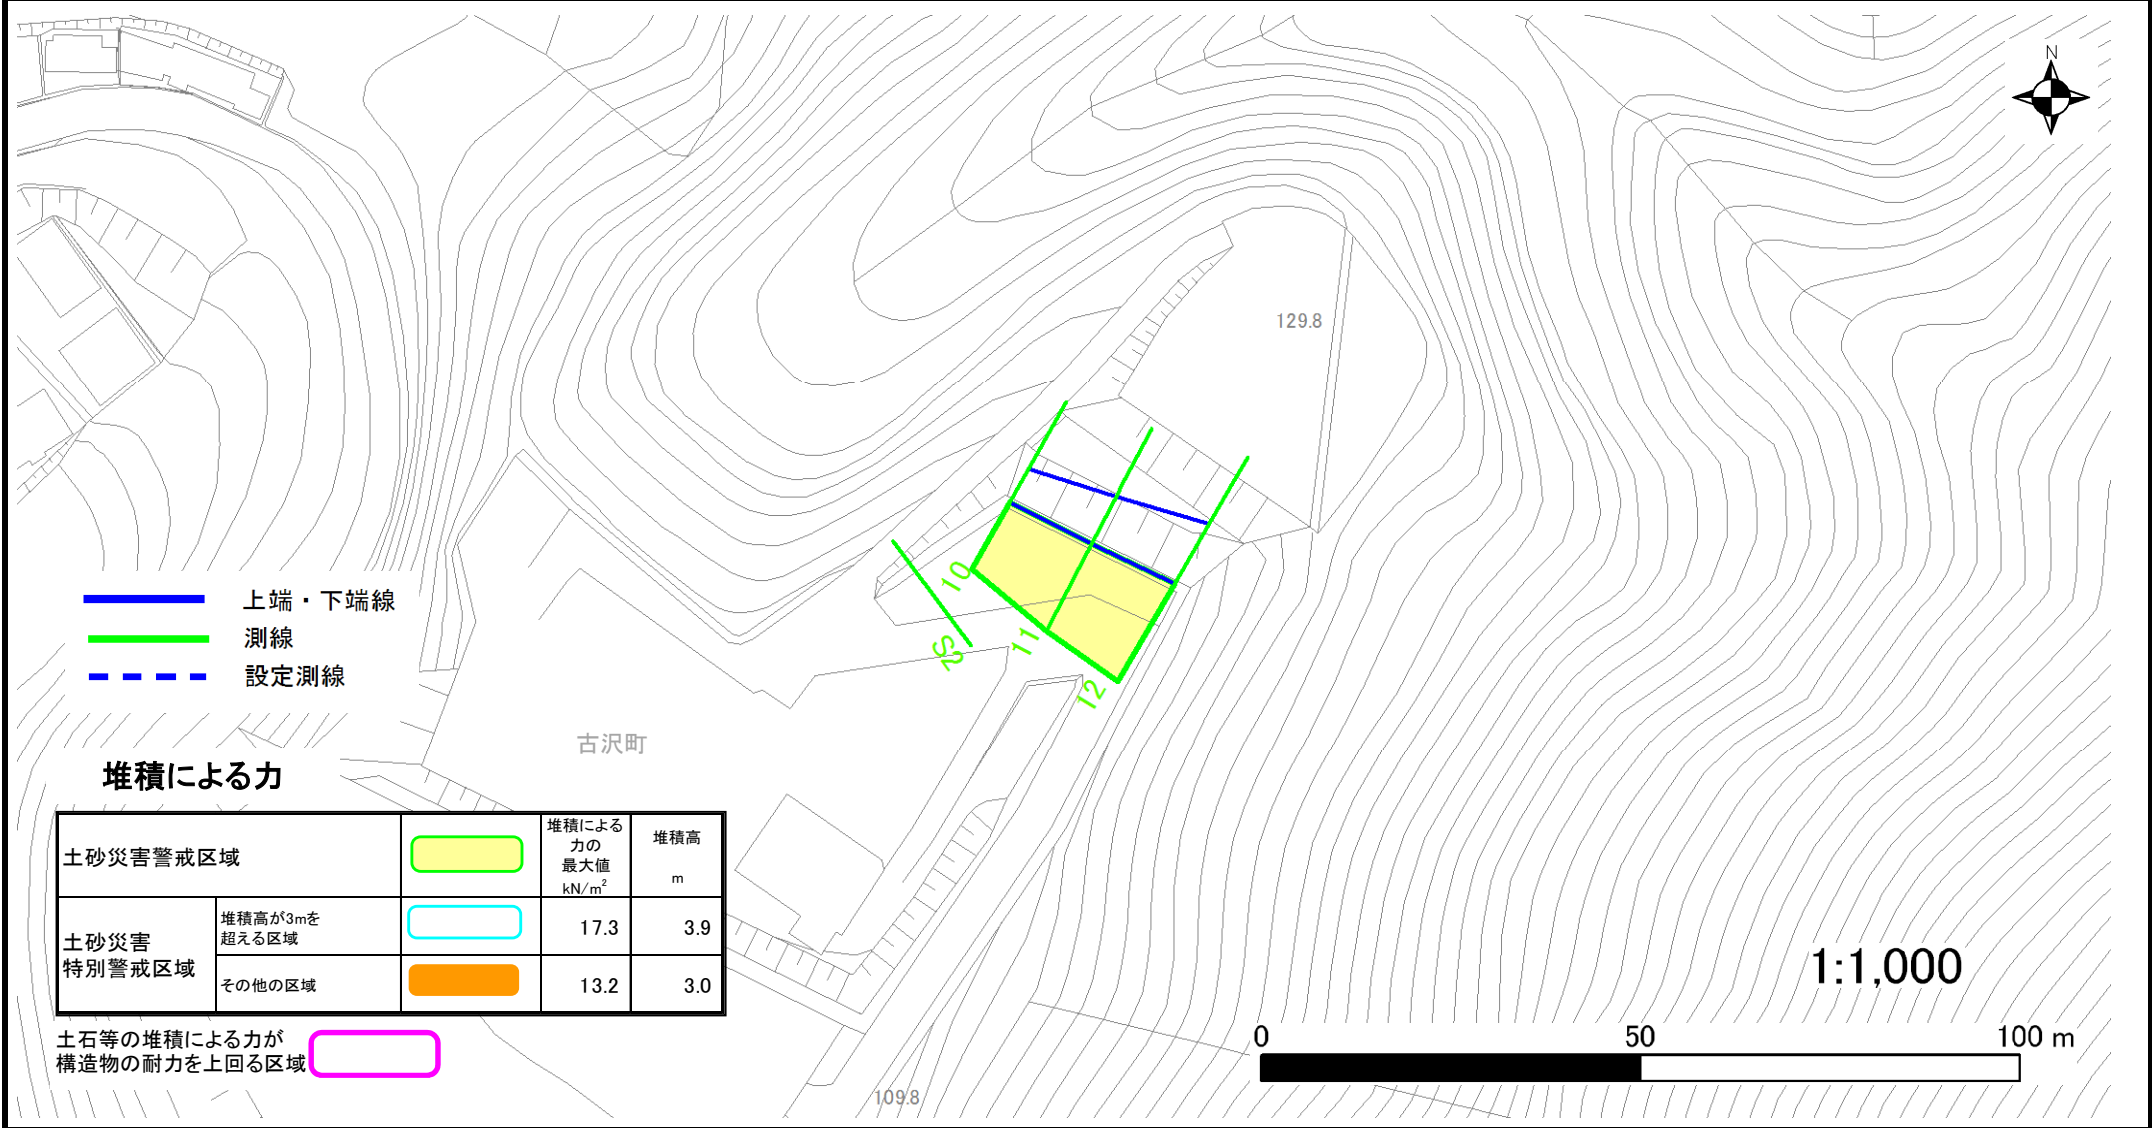 N
129.8
10
11
12
S2
上端・下端線
測線
設定測線
古沢町
堆積による力
土砂災害警戒区域
堆積による
力の
最大値
kN/m²
堆積高
m
土砂災害
特別警戒区域
堆積高が3mを
超える区域
17.3
3.9
その他の区域
13.2
3.0
土石等の堆積による力が
構造物の耐力を上回る区域
109.8
1:1,000
0 50 100 m